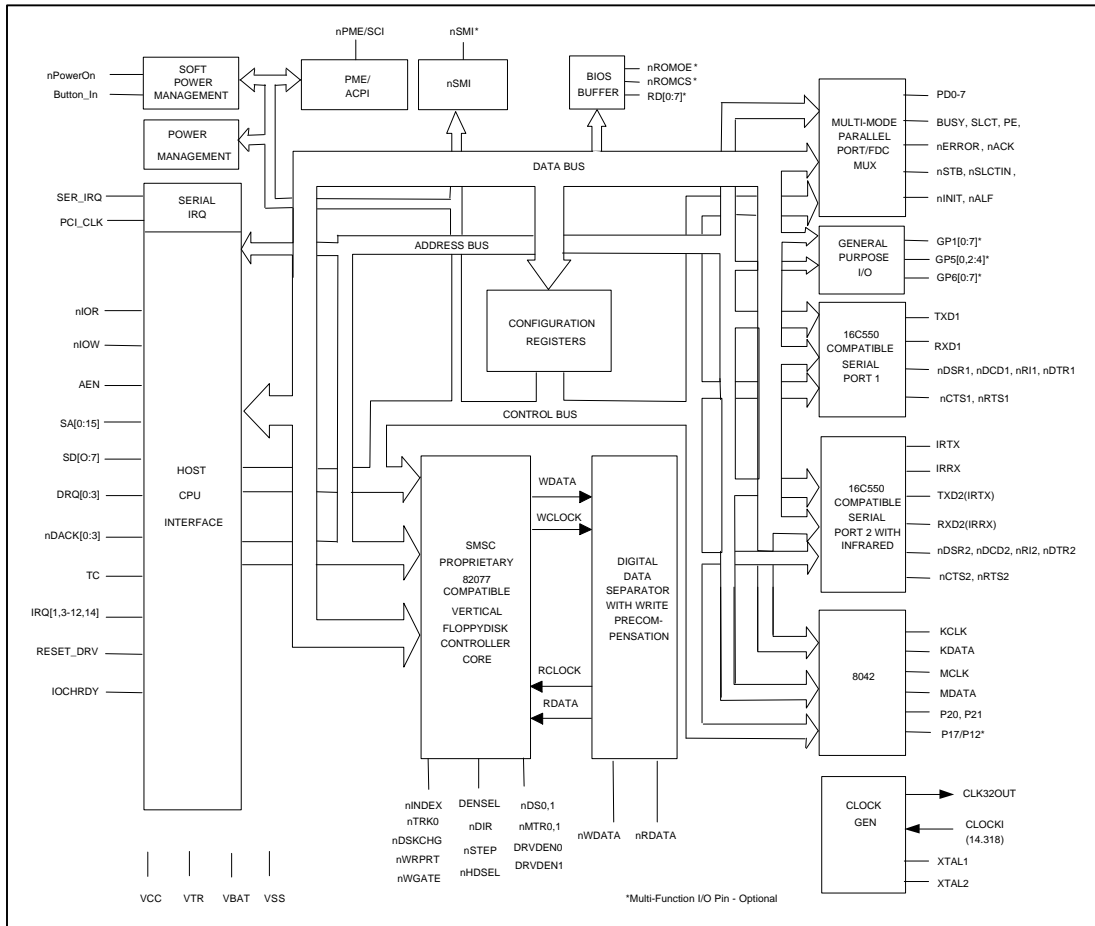 nPME/SCI
nSMI*
nPowerOn
Button_In
SOFT
POWER
MANAGEMENT
PME/
ACPI
nSMI
BIOS
BUFFER
nROMOE*
nROMCS*
RD[0:7]*
POWER
MANAGEMENT
DATA BUS
MULTI-MODE
PARALLEL
PORT/FDC
MUX
PD0-7
BUSY, SLCT, PE,
nERROR, nACK
nSTB, nSLCTIN ,
nINIT, nALF
SER_IRQ
PCI_CLK
SERIAL
IRQ
ADDRESS BUS
GENERAL
PURPOSE
I/O
GP1[0:7]*
GP5[0,2:4]*
GP6[0:7]*
CONFIGURATION
REGISTERS
16C550
COMPATIBLE
SERIAL
PORT 1
TXD1
RXD1
nDSR1, nDCD1, nRI1, nDTR1
nCTS1, nRTS1
nIOR
nIOW
AEN
SA[0:15]
SD[O:7]
DRQ[0:3]
nDACK[0:3]
TC
IRQ[1,3-12,14]
RESET_DRV
IOCHRDY
HOST
CPU
INTERFACE
CONTROL BUS
SMSC
PROPRIETARY
82077
COMPATIBLE
VERTICAL
FLOPPYDISK
CONTROLLER
CORE
WDATA
WCLOCK
RCLOCK
RDATA
DIGITAL
DATA
SEPARATOR
WITH WRITE
PRECOM-
PENSATION
16C550
COMPATIBLE
SERIAL
PORT 2 WITH
INFRARED
IRTX
IRRX
TXD2(IRTX)
RXD2(IRRX)
nDSR2, nDCD2, nRI2, nDTR2
nCTS2, nRTS2
8042
KCLK
KDATA
MCLK
MDATA
P20, P21
P17/P12*
nINDEX
nTRK0
nDSKCHG
nWRPRT
nWGATE
DENSEL
nDIR
nSTEP
nHDSEL
nDS0,1
nMTR0,1
DRVDEN0
DRVDEN1
nWDATA
nRDATA
CLOCK
GEN
CLK32OUT
CLOCKI
(14.318)
XTAL1
XTAL2
VCC
VTR
VBAT
VSS
*Multi-Function I/O Pin - Optional